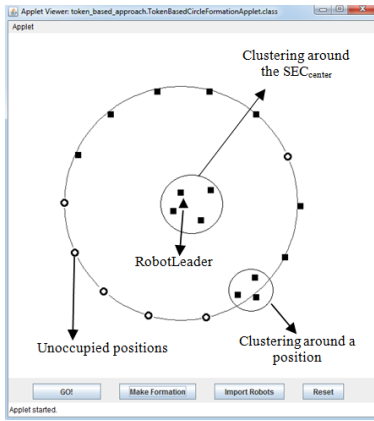 Applet Viewer: token_based_approach.TokenBasedCircleFormationApplet.class
Applet
Clustering around
the SECcenter
RobotLeader
Unoccupied positions
Clustering around a
position
GO!
Make Formation
Import Robots
Reset
Applet started.